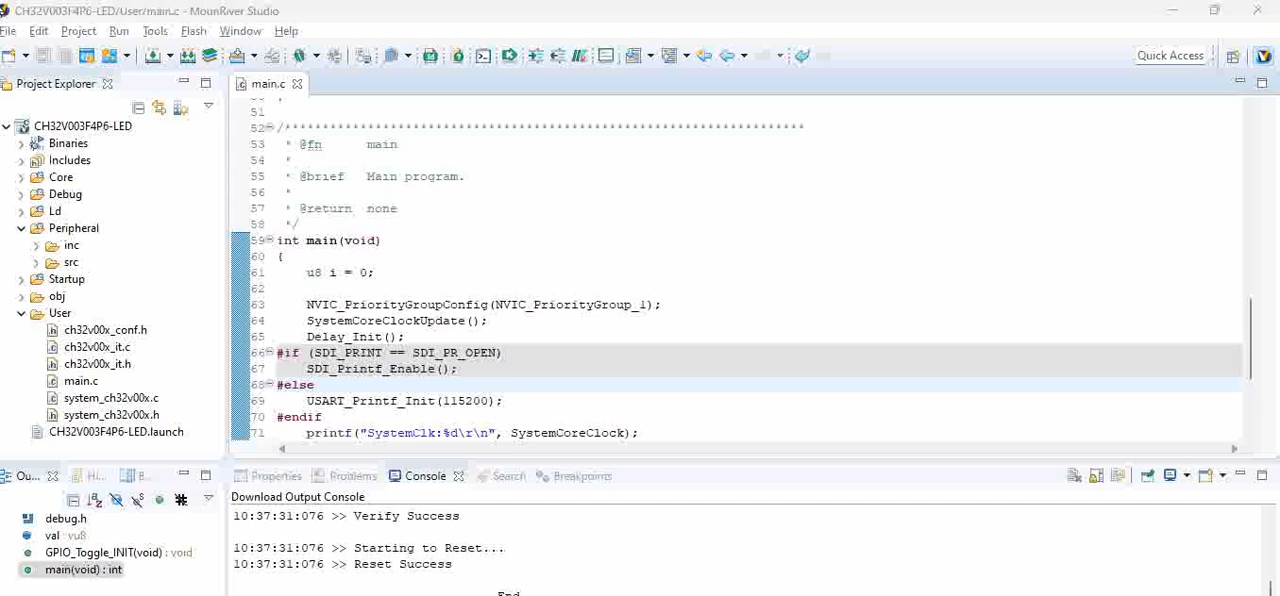 CH32V003F4P6-LED/User/main.c - MounRiver Studio
File Edit Project Run Tools Flash Window Help
Quick Access
Project Explorer
CH32V003F4P6-LED
Binaries
Includes
Core
Debug
Ld
Peripheral
inc
src
Startup
obj
User
ch32v00x_conf.h
ch32v00x_it.c
ch32v00x_it.h
main.c
system_ch32v00x.c
system_ch32v00x.h
CH32V003F4P6-LED.launch
main.c
51
52 /*********************************************************************
53 * @fn main
54 *
55 * @brief Main program.
56 *
57 * @return none
58 */
59 int main(void)
60 {
61 u8 i = 0;
62
63 NVIC_PriorityGroupConfig(NVIC_PriorityGroup_1);
64 SystemCoreClockUpdate();
65 Delay_Init();
66 #if (SDI_PRINT == SDI_PR_OPEN)
67 SDI_Printf_Enable();
68 #else
69 USART_Printf_Init(115200);
70 #endif
71 printf("SystemClk:%d\r\n", SystemCoreClock);
Ou... Hi... B...
debug.h
val : vu8
GPIO_Toggle_INIT(void) : void
main(void) : int
Properties Problems Console Search Breakpoints
Download Output Console
10:37:31:076 >> Verify Success
10:37:31:076 >> Starting to Reset...
10:37:31:076 >> Reset Success
End